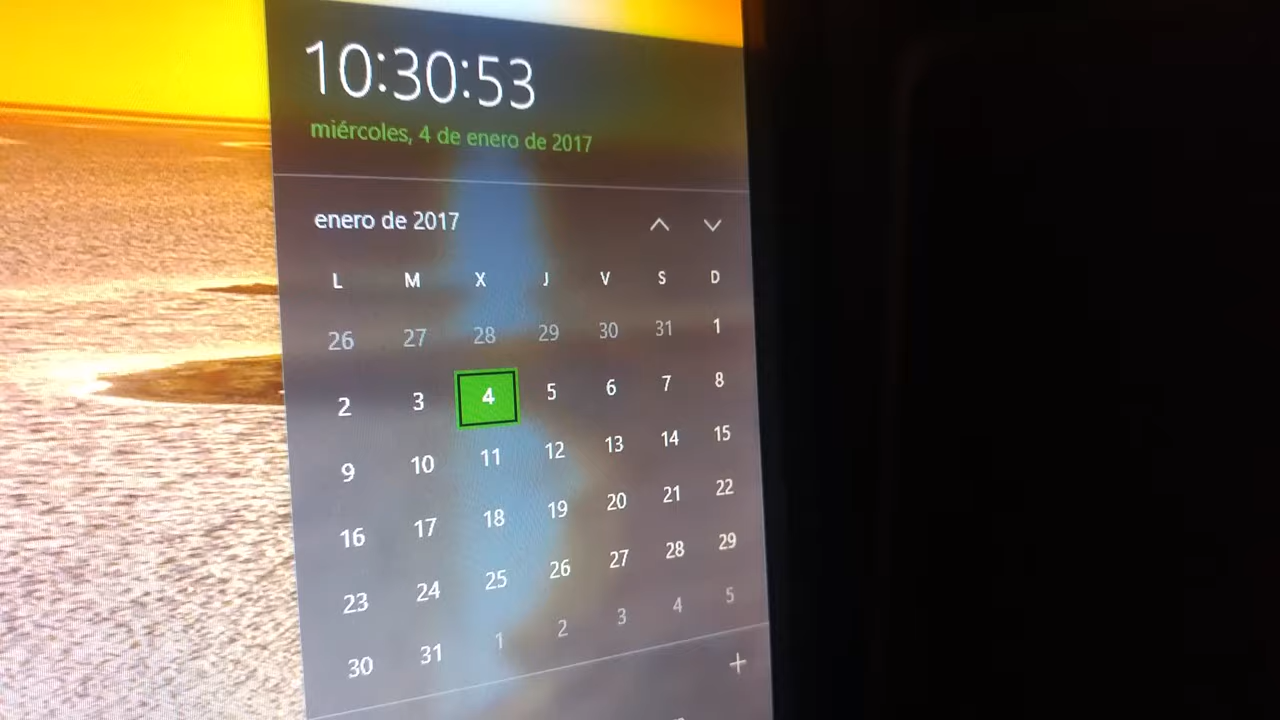 10:30:53
miércoles, 4 de enero de 2017
enero de 2017
L M X J V S D
26 27 28 29 30 31 1
2 3 4 5 6 7 8
9 10 11 12 13 14 15
16 17 18 19 20 21 22
23 24 25 26 27 28 29
30 31 1 2 3 4 5
+